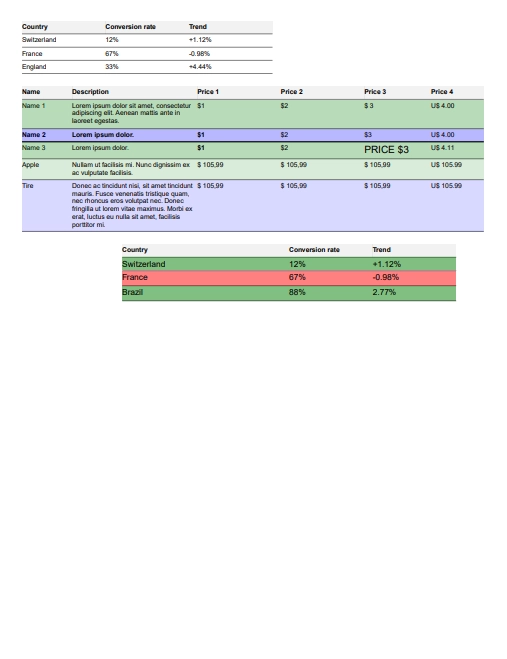 Country Conversion rate Trend
Switzerland 12% +1.12%
France 67% -0.98%
England 33% +4.44%
Name Description Price 1 Price 2 Price 3 Price 4
Name 1 Lorem ipsum dolor sit amet, consectetur $1 $2 $ 3 U$ 4.00
adipiscing elit. Aenean mattis ante in
laoreet egestas.
Name 2 Lorem ipsum dolor. $1 $2 $3 U$ 4.00
Name 3 Lorem ipsum dolor. $1 $2 PRICE $3 U$ 4.11
Apple Nullam ut facilisis mi. Nunc dignissim ex $ 105,99 $ 105,99 $ 105,99 U$ 105.99
ac vulputate facilisis.
Tire Donec ac tincidunt nisi, sit amet tincidunt $ 105,99 $ 105,99 $ 105,99 U$ 105.99
mauris. Fusce venenatis tristique quam,
nec rhoncus eros volutpat nec. Donec
fringilla ut lorem vitae maximus. Morbi ex
erat, luctus eu nulla sit amet, facilisis
porttitor mi.
Country Conversion rate Trend
Switzerland 12% +1.12%
France 67% -0.98%
Brazil 88% 2.77%